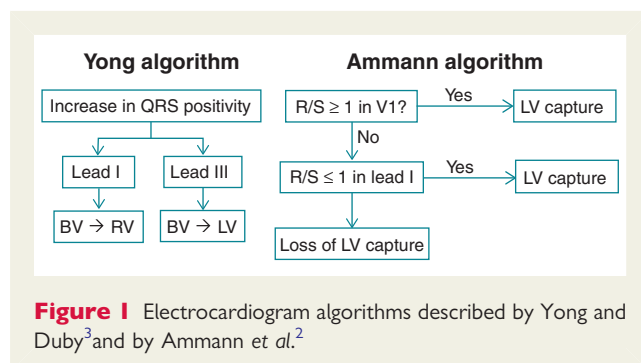 Yong algorithm
Increase in QRS positivity
Lead I
Lead III
BV → RV
BV → LV
Ammann algorithm
R/S ≥ 1 in V1?
Yes
LV capture
No
R/S ≤ 1 in lead I
Yes
LV capture
Loss of LV capture
Figure 1 Electrocardiogram algorithms described by Yong and
Duby³and by Ammann et al.²